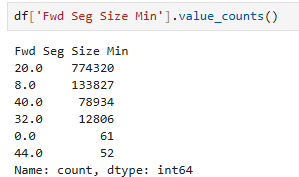 df['Fwd Seg Size Min'].value_counts()
Fwd Seg Size Min
20.0    774320
8.0     133827
40.0     78934
32.0     12806
0.0         61
44.0        52
Name: count, dtype: int64